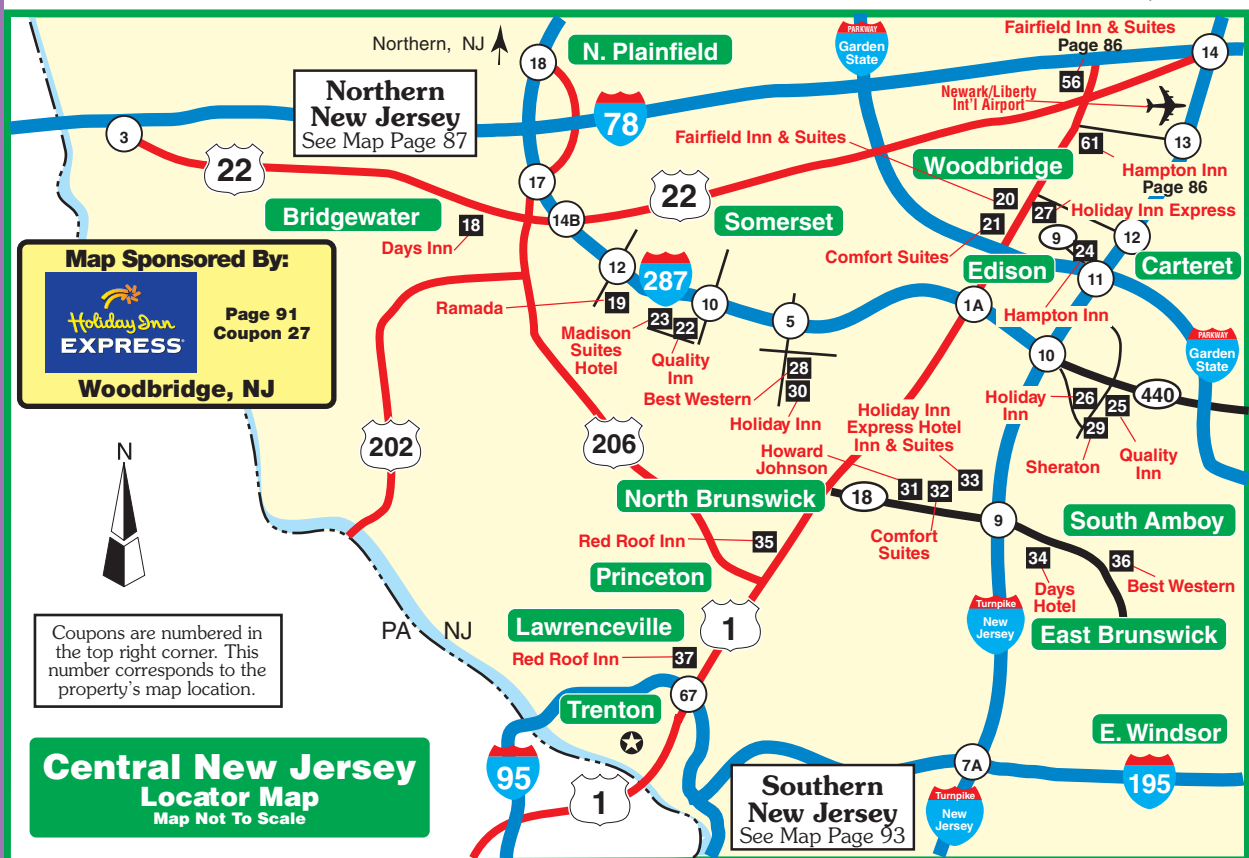 Fairfield Inn & Suites
Page 86
PARKWAY
Garden
State
Northern, NJ
18
N. Plainfield
14
56
Newark/Liberty
Int'l Airport
Northern
New Jersey
See Map Page 87
78
3
22
Fairfield Inn & Suites
61
13
Hampton Inn
Page 86
Woodbridge
17
22
20
27
Holiday Inn Express
Bridgewater
18
Days Inn
14B
Somerset
21
9
24
12
Comfort Suites
Edison
11
Carteret
Hampton Inn
Map Sponsored By:
Holiday Inn
EXPRESS
Page 91
Coupon 27
Woodbridge, NJ
12
287
Ramada
19
10
5
1A
Madison
Suites
Hotel
23
22
Quality
Inn
PARKWAY
Garden
State
10
28
Best Western
30
Holiday Inn
Holiday
Inn
26
25
440
29
Sheraton
Quality
Inn
Holiday Inn
Express Hotel
Inn & Suites
Howard
Johnson
202
206
N
North Brunswick
18
31
32
33
Comfort
Suites
9
South Amboy
Red Roof Inn
35
34
Days
Hotel
36
Best Western
Princeton
Turnpike
New
Jersey
East Brunswick
Coupons are numbered in
the top right corner. This
number corresponds to the
property's map location.
PA
NJ
Lawrenceville
1
Red Roof Inn
37
67
Trenton
E. Windsor
Central New Jersey
Locator Map
Map Not To Scale
95
1
Southern
New Jersey
See Map Page 93
7A
195
Turnpike
New
Jersey